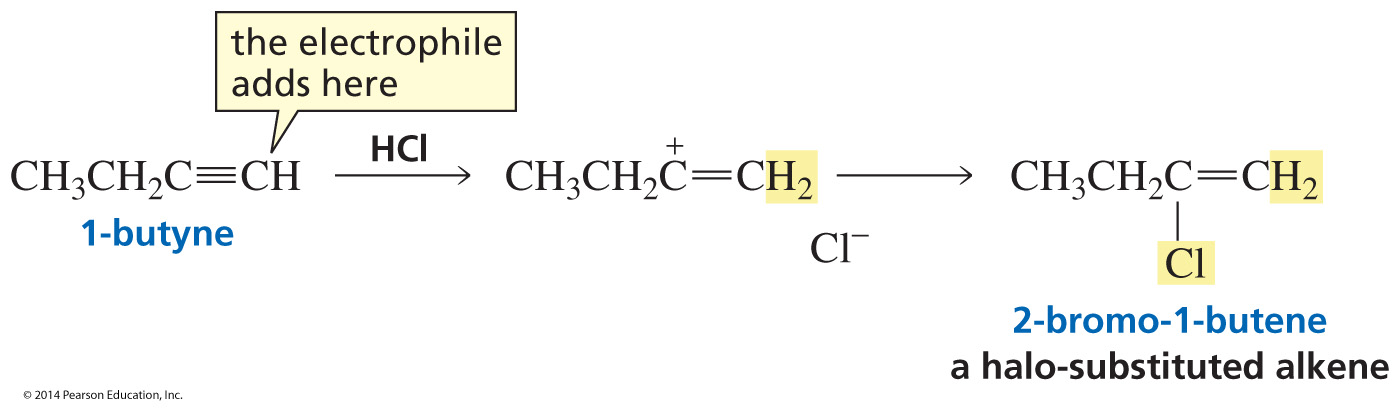 the electrophile
adds here
CH₃CH₂C≡CH HCl CH₃CH₂C⁺=CH₂ CH₃CH₂C=CH₂
1-butyne
Cl⁻
Cl
2-bromo-1-butene
a halo-substituted alkene
© 2014 Pearson Education, Inc.